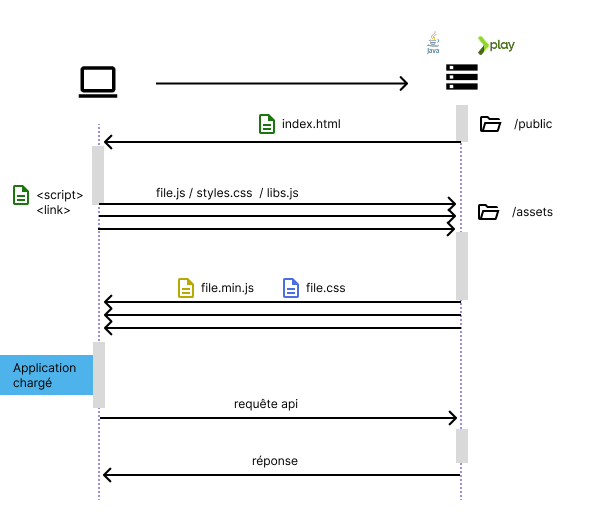 Java
play
index.html
/public
<script>
<link>
file.js / styles.css / libs.js
/assets
file.min.js
file.css
Application
chargé
requête api
réponse